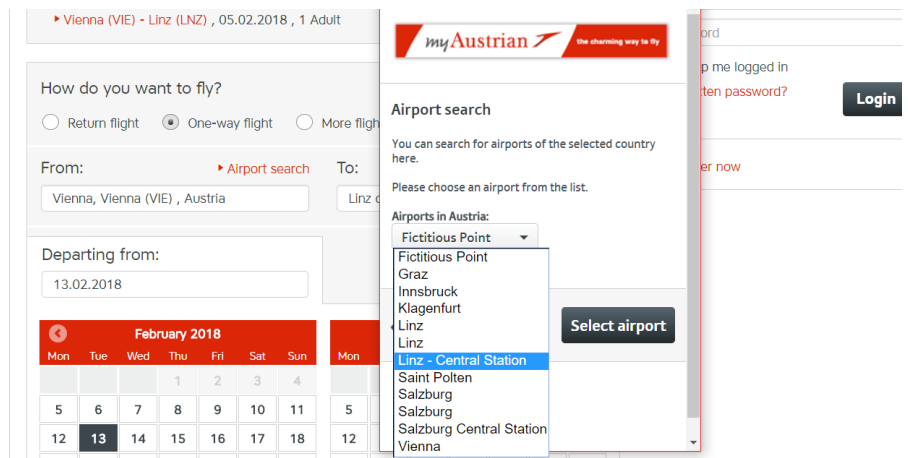 Vienna (VIE) - Linz (LNZ) , 05.02.2018 , 1 Adult
How do you want to fly?
Return flight One-way flight More fligh
From: Airport search To:
Vienna, Vienna (VIE) , Austria Linz
Departing from:
13.02.2018
February 2018
Mon Tue Wed Thu Fri Sat Sun Mon
1 2 3 4
5 6 7 8 9 10 11 5
12 13 14 15 16 17 18 12
myAustrian the charming way to fly
Airport search
You can search for airports of the selected country
here.
Please choose an airport from the list.
Airports in Austria:
Fictitious Point
Fictitious Point
Graz
Innsbruck
Klagenfurt
Linz
Linz
Linz - Central Station
Saint Polten
Salzburg
Salzburg
Salzburg Central Station
Vienna
Select airport
ord
p me logged in
ten password?
Login
er now